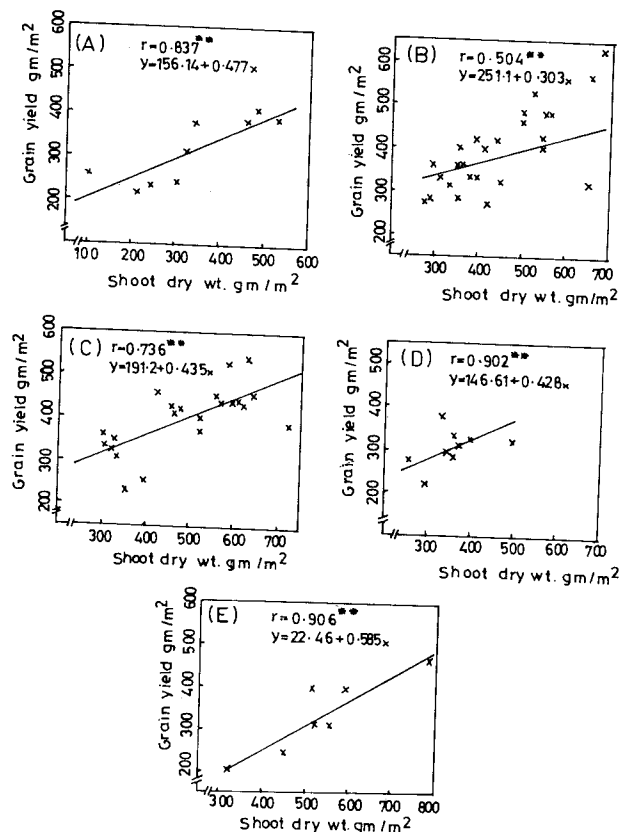 (A)
r=0.837**
y=156.14+0.477x
Grain yield gm/m²
600
500
400
300
200
100 200 300 400 500 600
Shoot dry wt. gm/m²
(B)
r=0.504**
y=251.1+0.303x
Grain yield gm/m²
600
500
400
300
200
300 400 500 600 700
Shoot dry wt. gm/m²
(C)
r=0.736**
y=191.2+0.435x
Grain yield gm/m²
600
500
400
300
200
300 400 500 600 700
Shoot dry wt. gm/m²
(D)
r=0.902**
y=146.61+0.428x
Grain yield gm/m²
500
400
300
200
300 400 500 600 700
Shoot dry wt. gm/m²
(E)
r=0.906**
y=22.46+0.585x
Grain yield gm/m²
600
500
400
300
200
300 400 500 600 700 800
Shoot dry wt. gm/m²